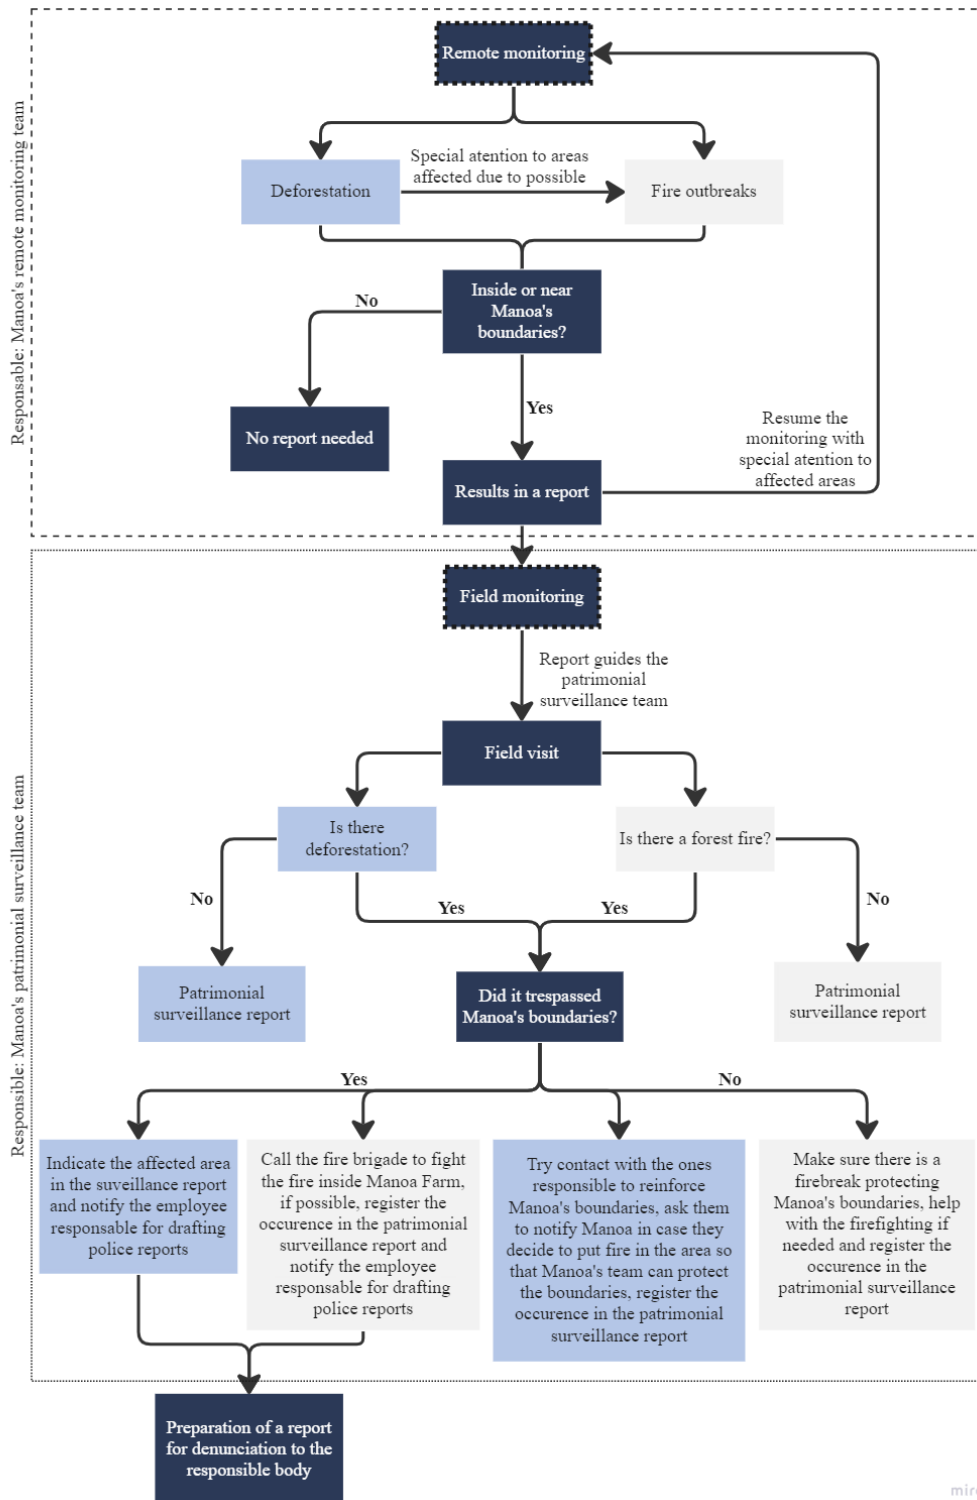 Responsable: Manoa's remote monitoring team
Remote monitoring
Deforestation
Special atention to areas
affected due to possible
Fire outbreaks
Inside or near
Manoa's
boundaries?
No
Yes
No report needed
Results in a report
Resume the
monitoring with
special atention to
affected areas
Responsible: Manoa's patrimonial surveillance team
Field monitoring
Report guides the
patrimonial
surveillance team
Field visit
Is there
deforestation?
Is there a forest fire?
No
Yes
Yes
No
Patrimonial
surveillance report
Did it trespassed
Manoa's boundaries?
Patrimonial
surveillance report
Yes
No
Indicate the affected area
in the suveillance report
and notify the employee
responsable for drafting
police reports
Call the fire brigade to fight
the fire inside Manoa Farm,
if possible, register the
occurence in the patrimonial
surveillance report and
notify the employee
responsable for drafting
police reports
Try contact with the ones
responsible to reinforce
Manoa's boundaries, ask them
to notify Manoa in case they
decide to put fire in the area so
that Manoa's team can protect
the boundaries, register the
occurence in the patrimonial
surveillance report
Make sure there is a
firebreak protecting
Manoa's boundaries, help
with the firefighting if
needed and register the
occurence in the
patrimonial surveillance
report
Preparation of a report
for denunciation to the
responsible body